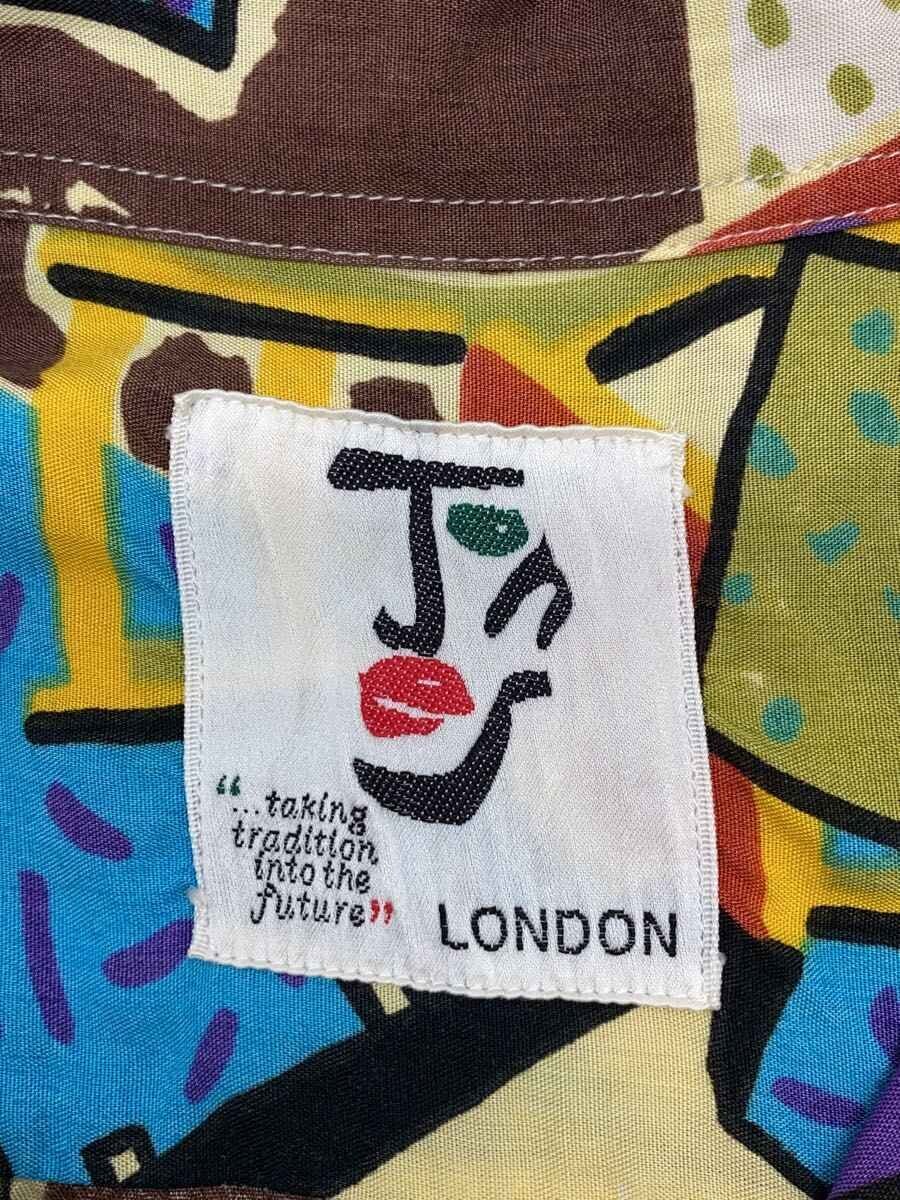 “...taking
tradition
into the
future”
LONDON